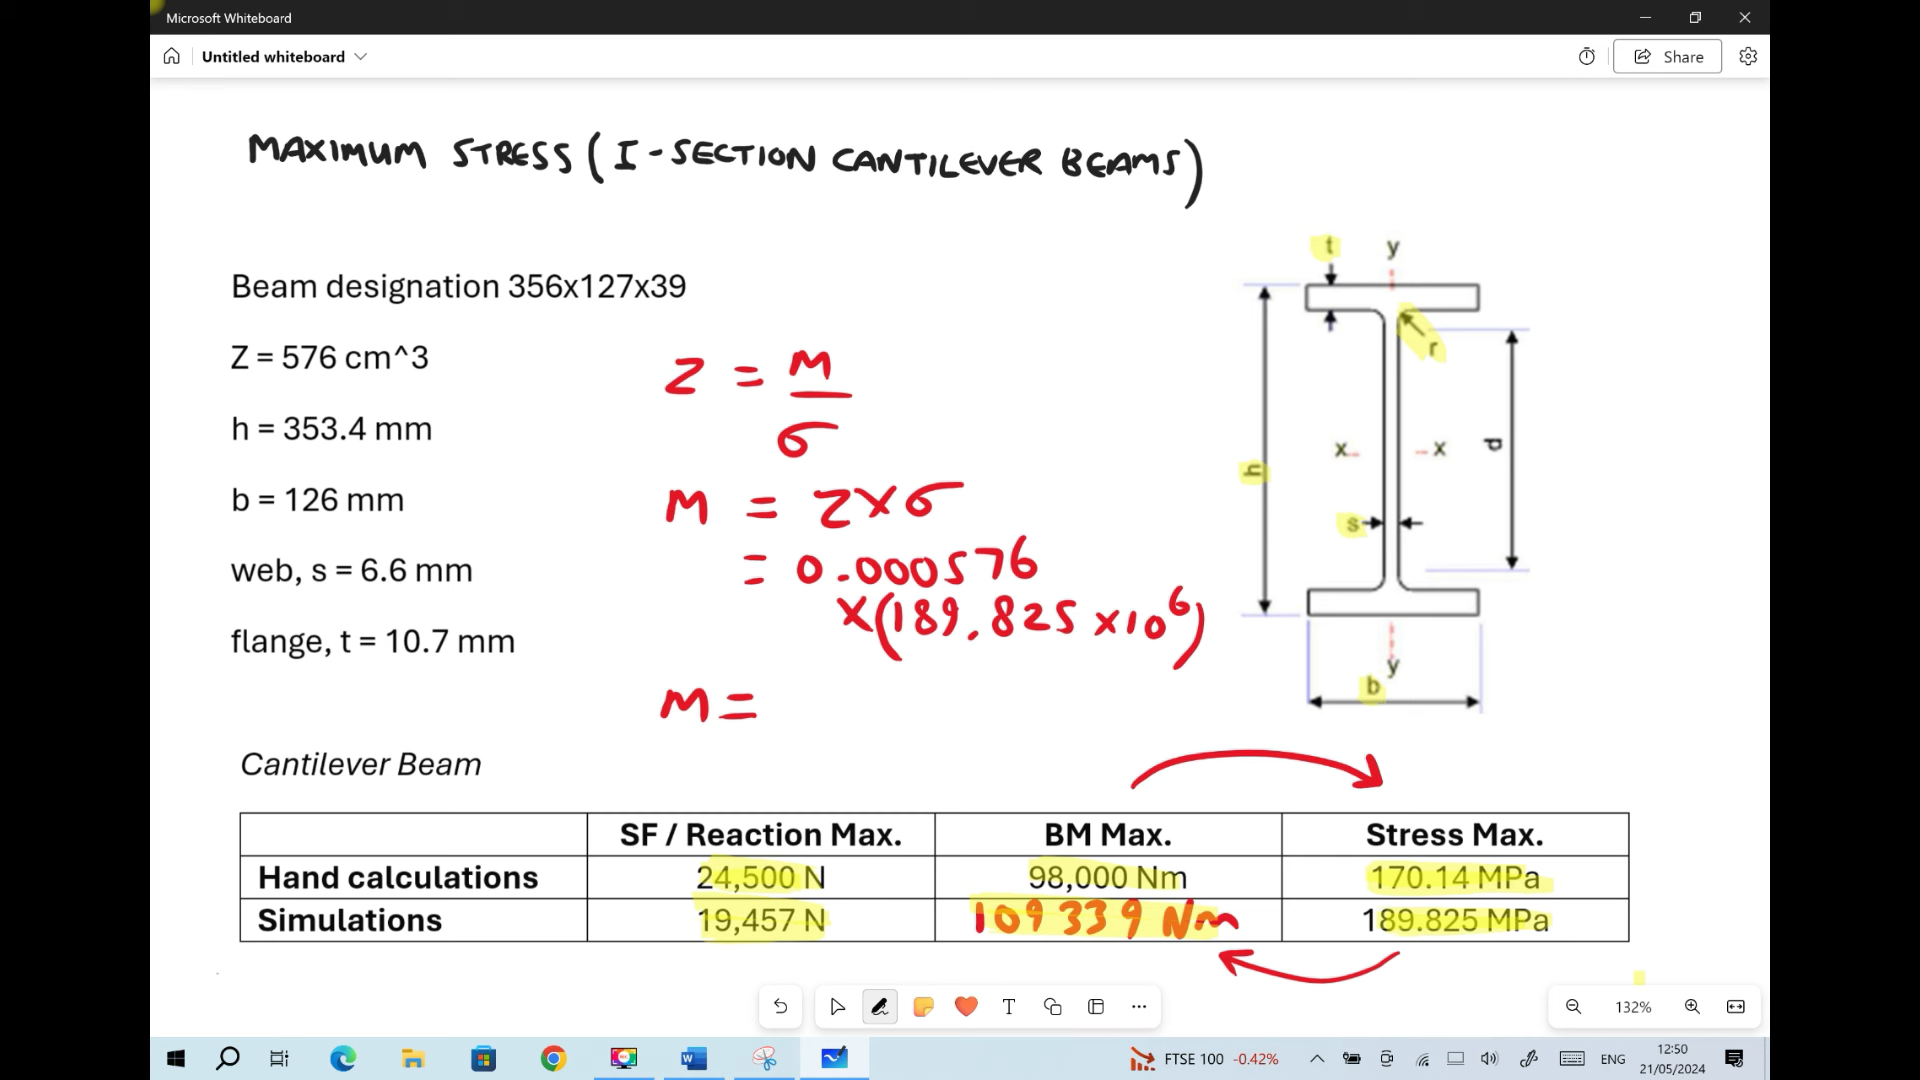 Microsoft Whiteboard
Untitled whiteboard
Share
MAXIMUM STRESS (I-SECTION CANTILEVER BEAMS)
Beam designation 356x127x39
Z = 576 cm^3
h = 353.4 mm
b = 126 mm
web, s = 6.6 mm
flange, t = 10.7 mm
Z = M
σ
M = Z×σ
= 0.000576
×(189.825 ×10⁶)
M =
t y
r
x x
h d
s
y
b
Cantilever Beam
SF / Reaction Max. BM Max. Stress Max.
Hand calculations 24,500 N 98,000 Nm 170.14 MPa
Simulations 19,457 N 109339 Nm 189.825 MPa
T
132%
W
FTSE 100 -0.42%
ENG
12:50
21/05/2024